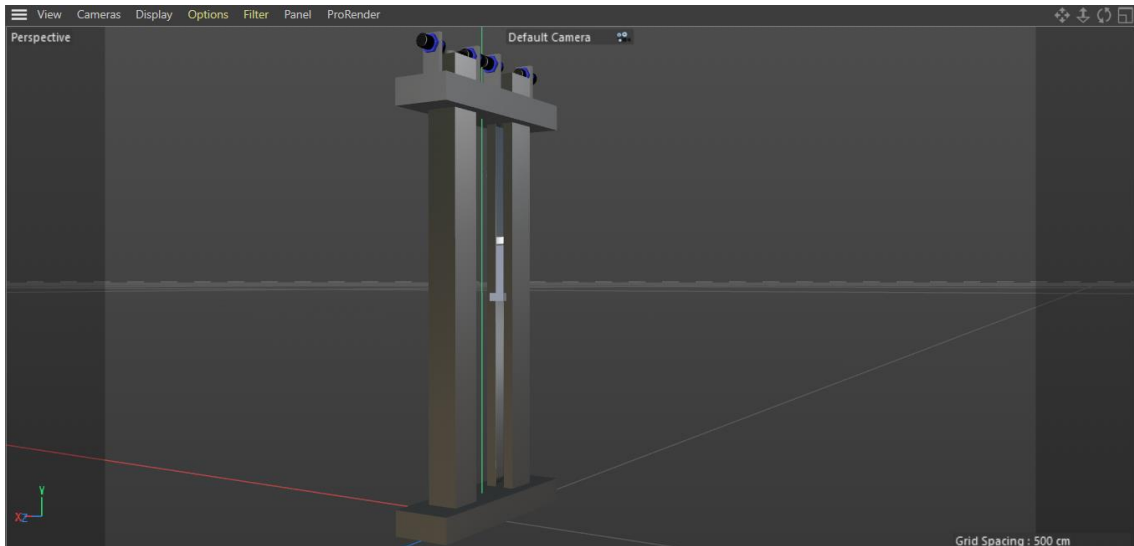 View Cameras Display Options Filter Panel ProRender
Perspective
Default Camera
Y
X Z
Grid Spacing : 500 cm